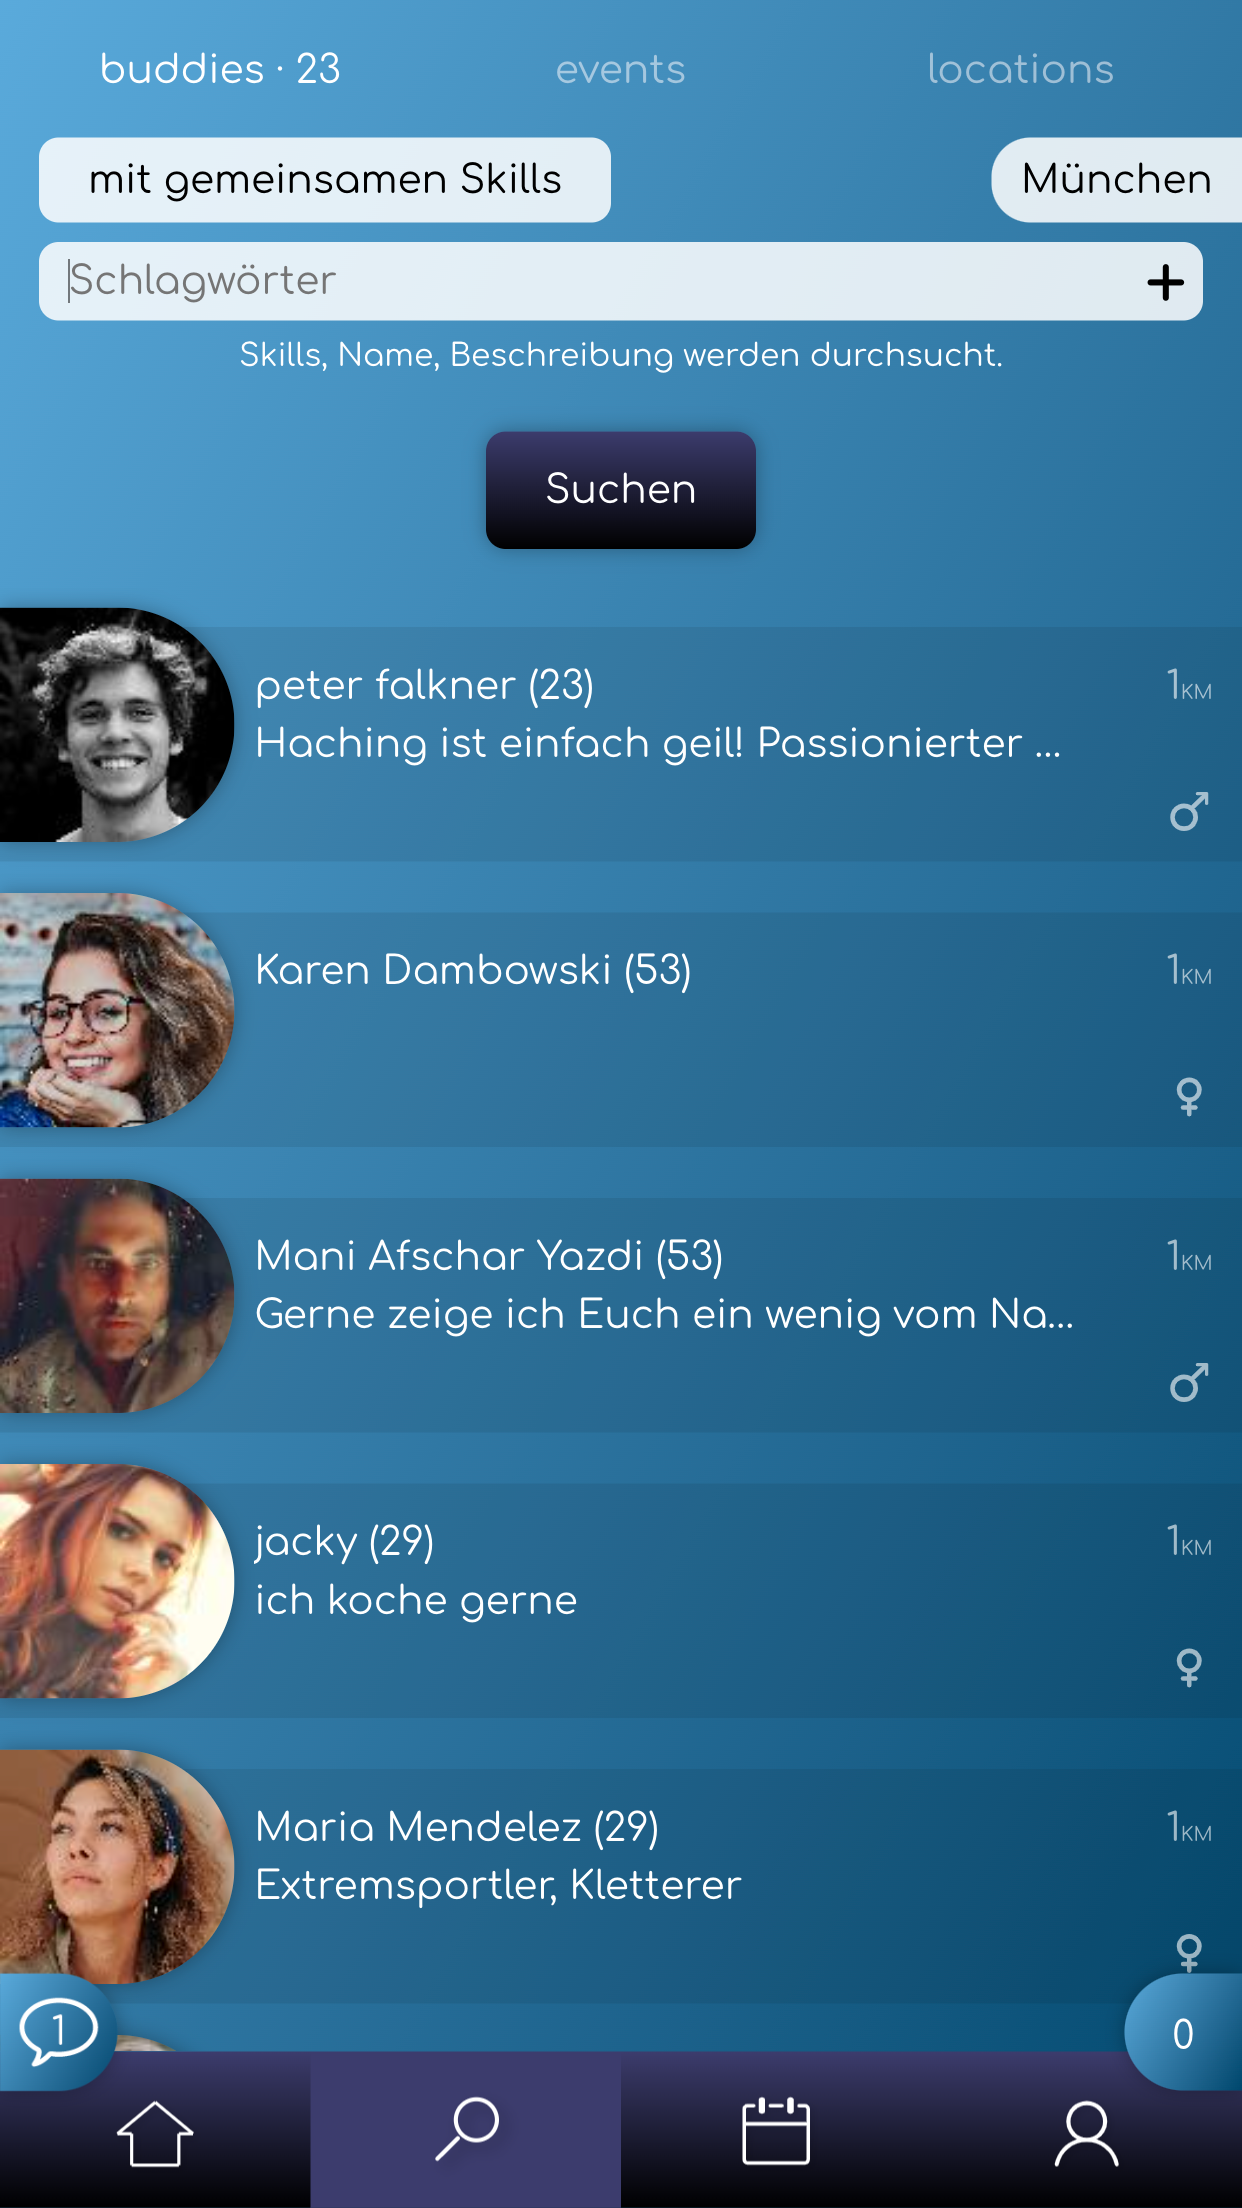 buddies · 23 events locations
mit gemeinsamen Skills München
Schlagwörter
Skills, Name, Beschreibung werden durchsucht.
Suchen
peter falkner (23) 1KM
Haching ist einfach geil! Passionierter ...
Karen Dambowski (53) 1KM
Mani Afschar Yazdi (53) 1KM
Gerne zeige ich Euch ein wenig vom Na...
jacky (29) 1KM
ich koche gerne
Maria Mendelez (29) 1KM
Extremsportler, Kletterer
1 0